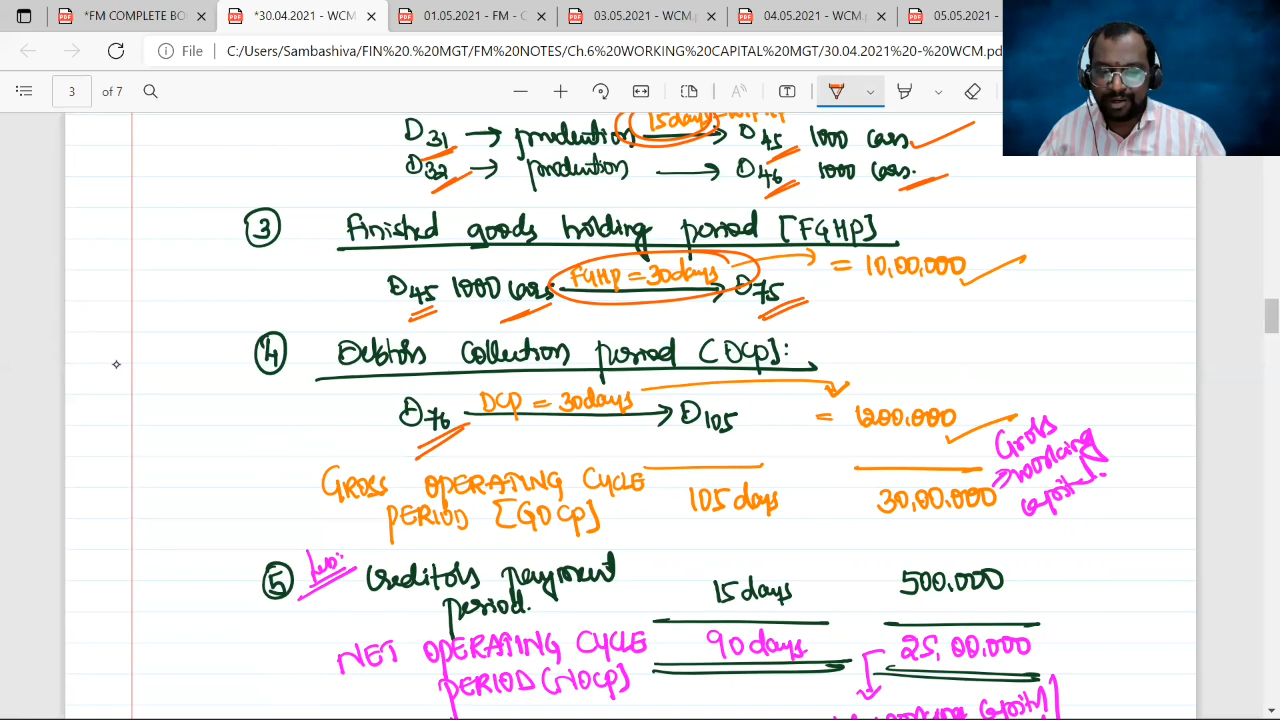 *FM COMPLETE BO
*30.04.2021 - WCM
01.05.2021 - FM - C
03.05.2021 - WCM.
04.05.2021 - WCM.
05.05.2021 -
File C:/Users/Sambashiva/FIN%20.%20MGT/FM%20NOTES/Ch.6%20WORKING%20CAPITAL%20MGT/30.04.2021%20-%20WCM.pd
3 of 7
15 days
D31 → production → D45 1000 cars
D32 → production → D46 1000 cars.
3 Finished goods holding period [FGHP]
D45 1000 cars FGHP = 30days → D75 = 10,00,000
4 Debtors Collection period [DCP]:
D76 DCP = 30days → D105 = 1200,000
Gross working capital.
GROSS OPERATING CYCLE PERIOD [GOCP] 105 days 30,00,000
5 Less: Creditors payment period. 15 days 500,000
NET OPERATING CYCLE PERIOD [NOCP] 90 days 25,00,000